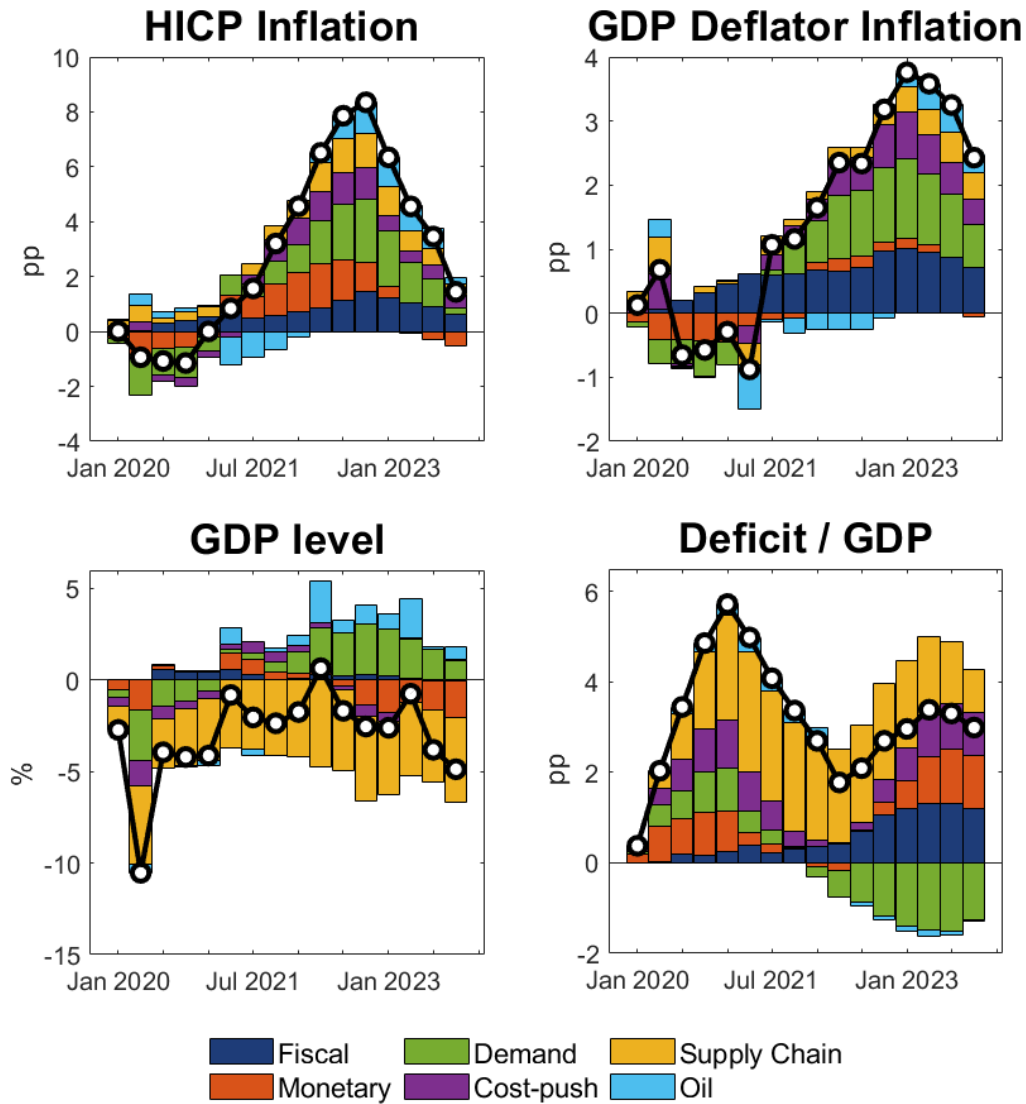 HICP Inflation
GDP Deflator Inflation
10
8
6
4
2
0
-2
-4
pp
Jan 2020
Jul 2021
Jan 2023
4
3
2
1
0
-1
-2
pp
Jan 2020
Jul 2021
Jan 2023
GDP level
Deficit / GDP
5
0
-5
-10
-15
%
Jan 2020
Jul 2021
Jan 2023
6
4
2
0
-2
pp
Jan 2020
Jul 2021
Jan 2023
Fiscal
Demand
Supply Chain
Monetary
Cost-push
Oil